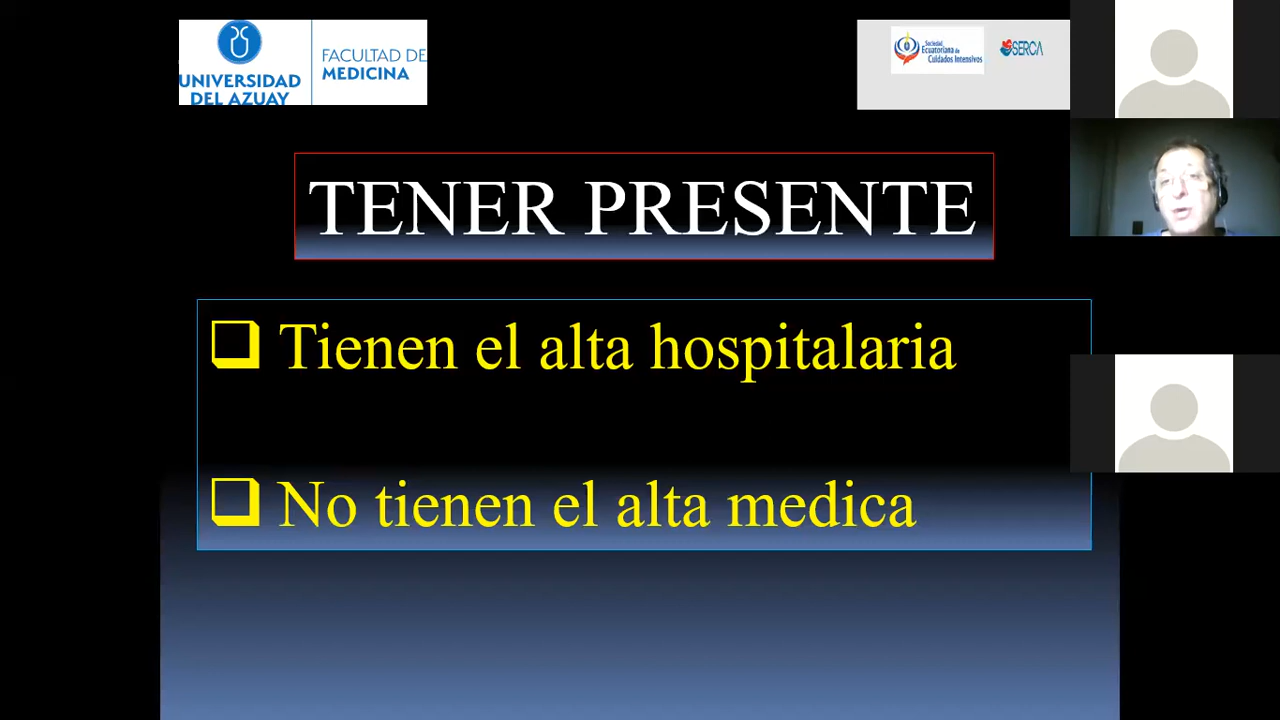 UNIVERSIDAD
DEL AZUAY
FACULTAD DE
MEDICINA
Sociedad
Ecuatoriana de
Cuidados Intensivos
SERCA
TENER PRESENTE
Tienen el alta hospitalaria
No tienen el alta medica